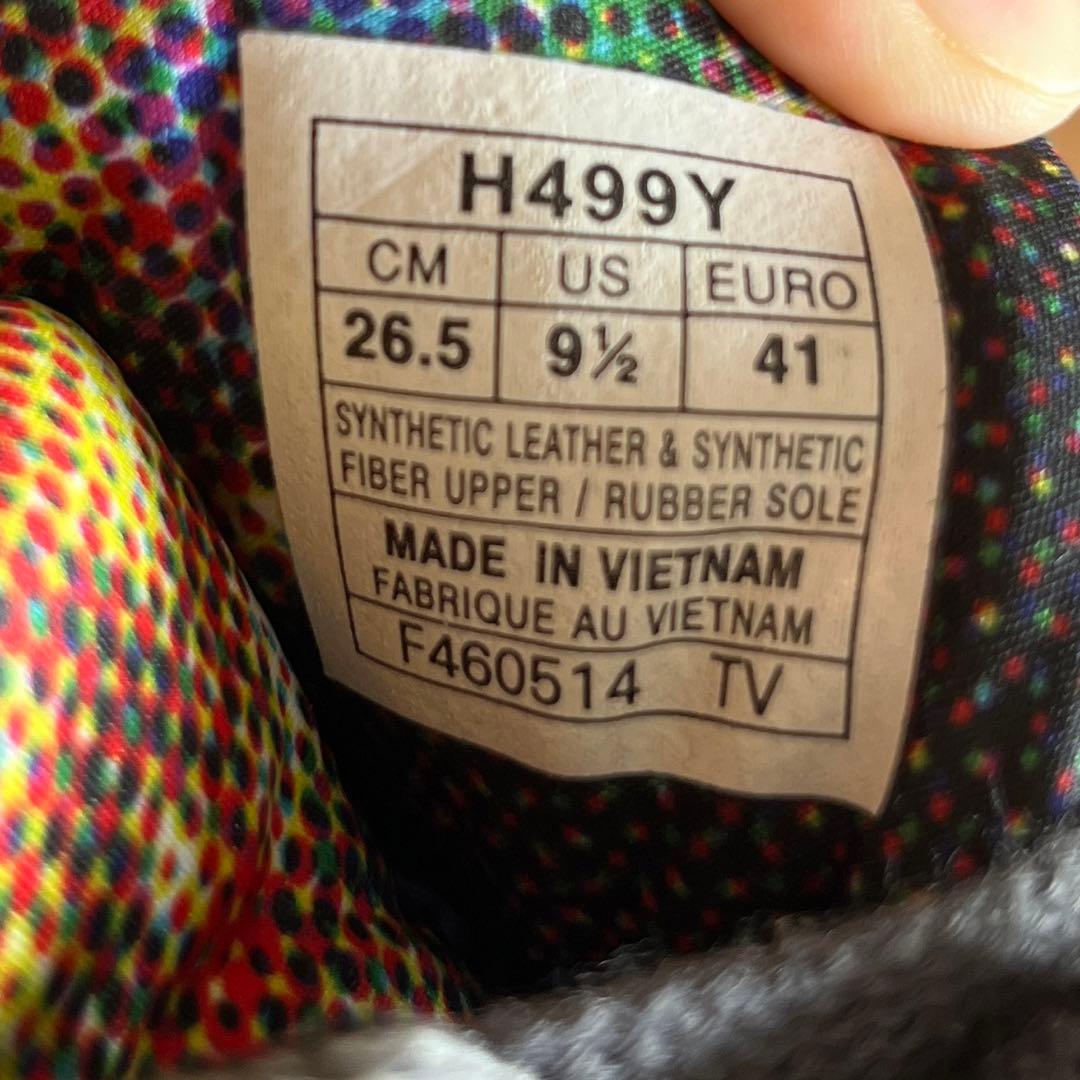 H499Y
CM US EURO
26.5 9½ 41
SYNTHETIC LEATHER & SYNTHETIC
FIBER UPPER / RUBBER SOLE
MADE IN VIETNAM
FABRIQUE AU VIETNAM
F460514 TV